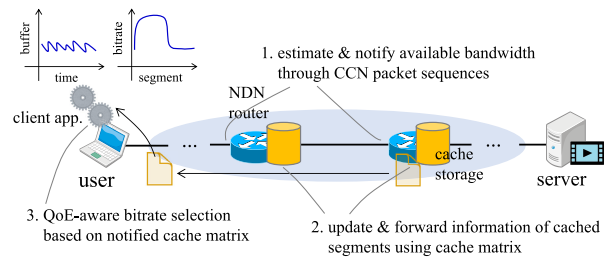 buffer
time
bitrate
segment
1. estimate & notify available bandwidth
through CCN packet sequences
NDN
router
client app.
...
...
cache
storage
user
server
3. QoE-aware bitrate selection
based on notified cache matrix
2. update & forward information of cached
segments using cache matrix